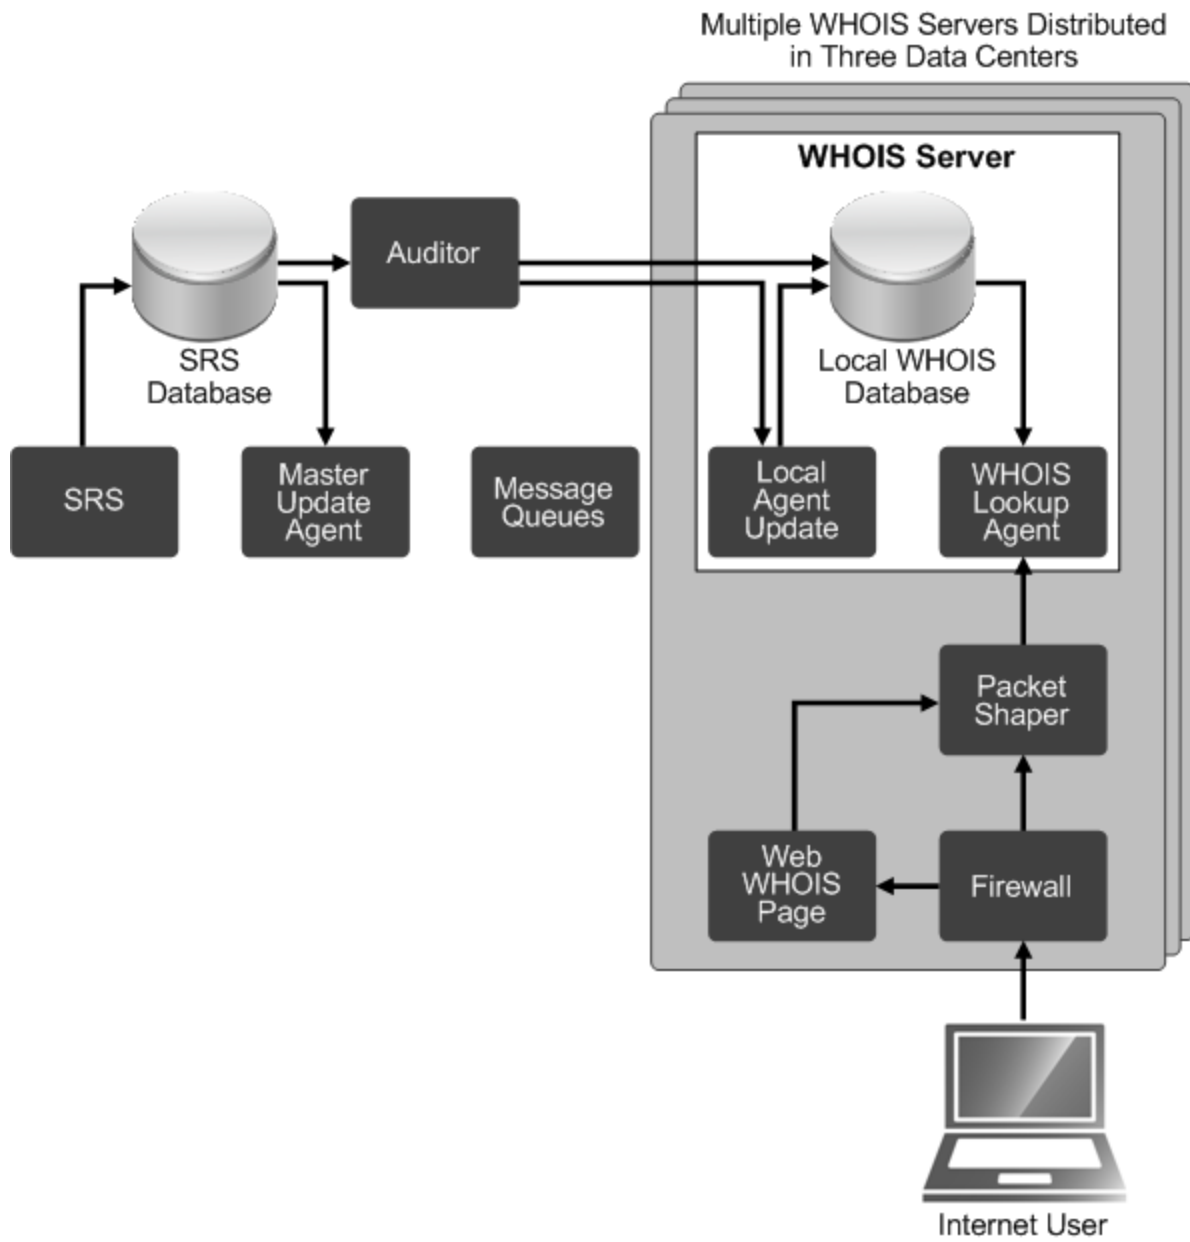 Multiple WHOIS Servers Distributed
in Three Data Centers
WHOIS Server
Auditor
SRS
Database
Local WHOIS
Database
SRS
Master
Update
Agent
Message
Queues
Local
Agent
Update
WHOIS
Lookup
Agent
Packet
Shaper
Web
WHOIS
Page
Firewall
Internet User